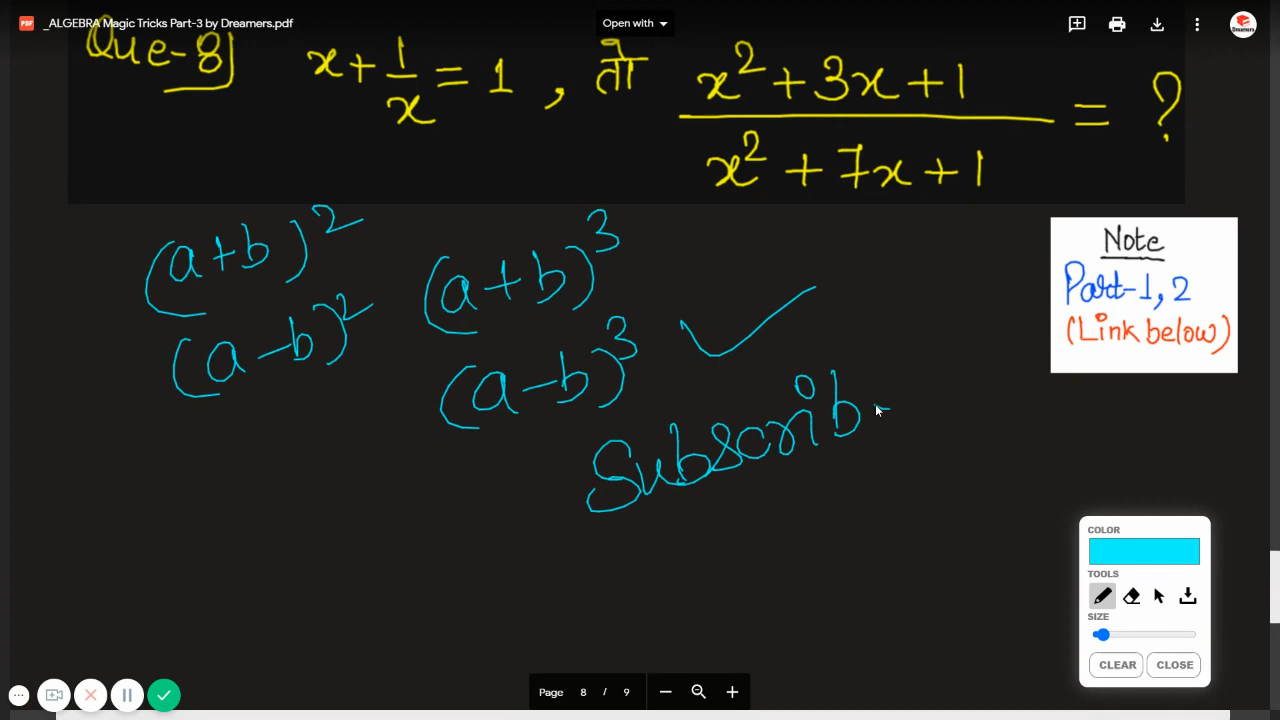 _ALGEBRA Magic Tricks Part-3 by Dreamers.pdf
Open with
Dreamers
Que-8] x + 1/x = 1 , तो (x² + 3x + 1)/(x² + 7x + 1) = ?
(a+b)² (a+b)³
(a-b)² (a-b)³
Subscrib
Note
Part-1, 2
(Link below)
COLOR
TOOLS
SIZE
CLEAR CLOSE
Page 8 / 9